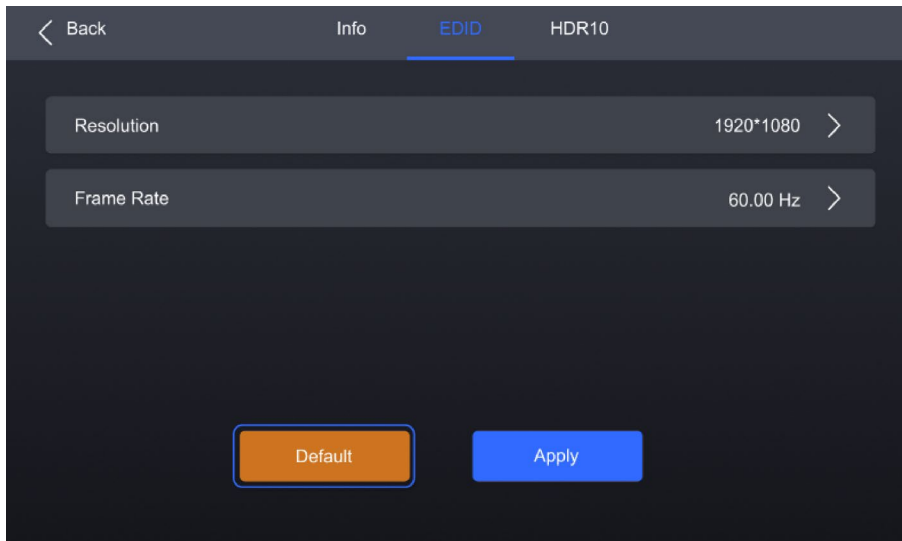 Back Info EDID HDR10
Resolution 1920*1080
Frame Rate 60.00 Hz
Default Apply